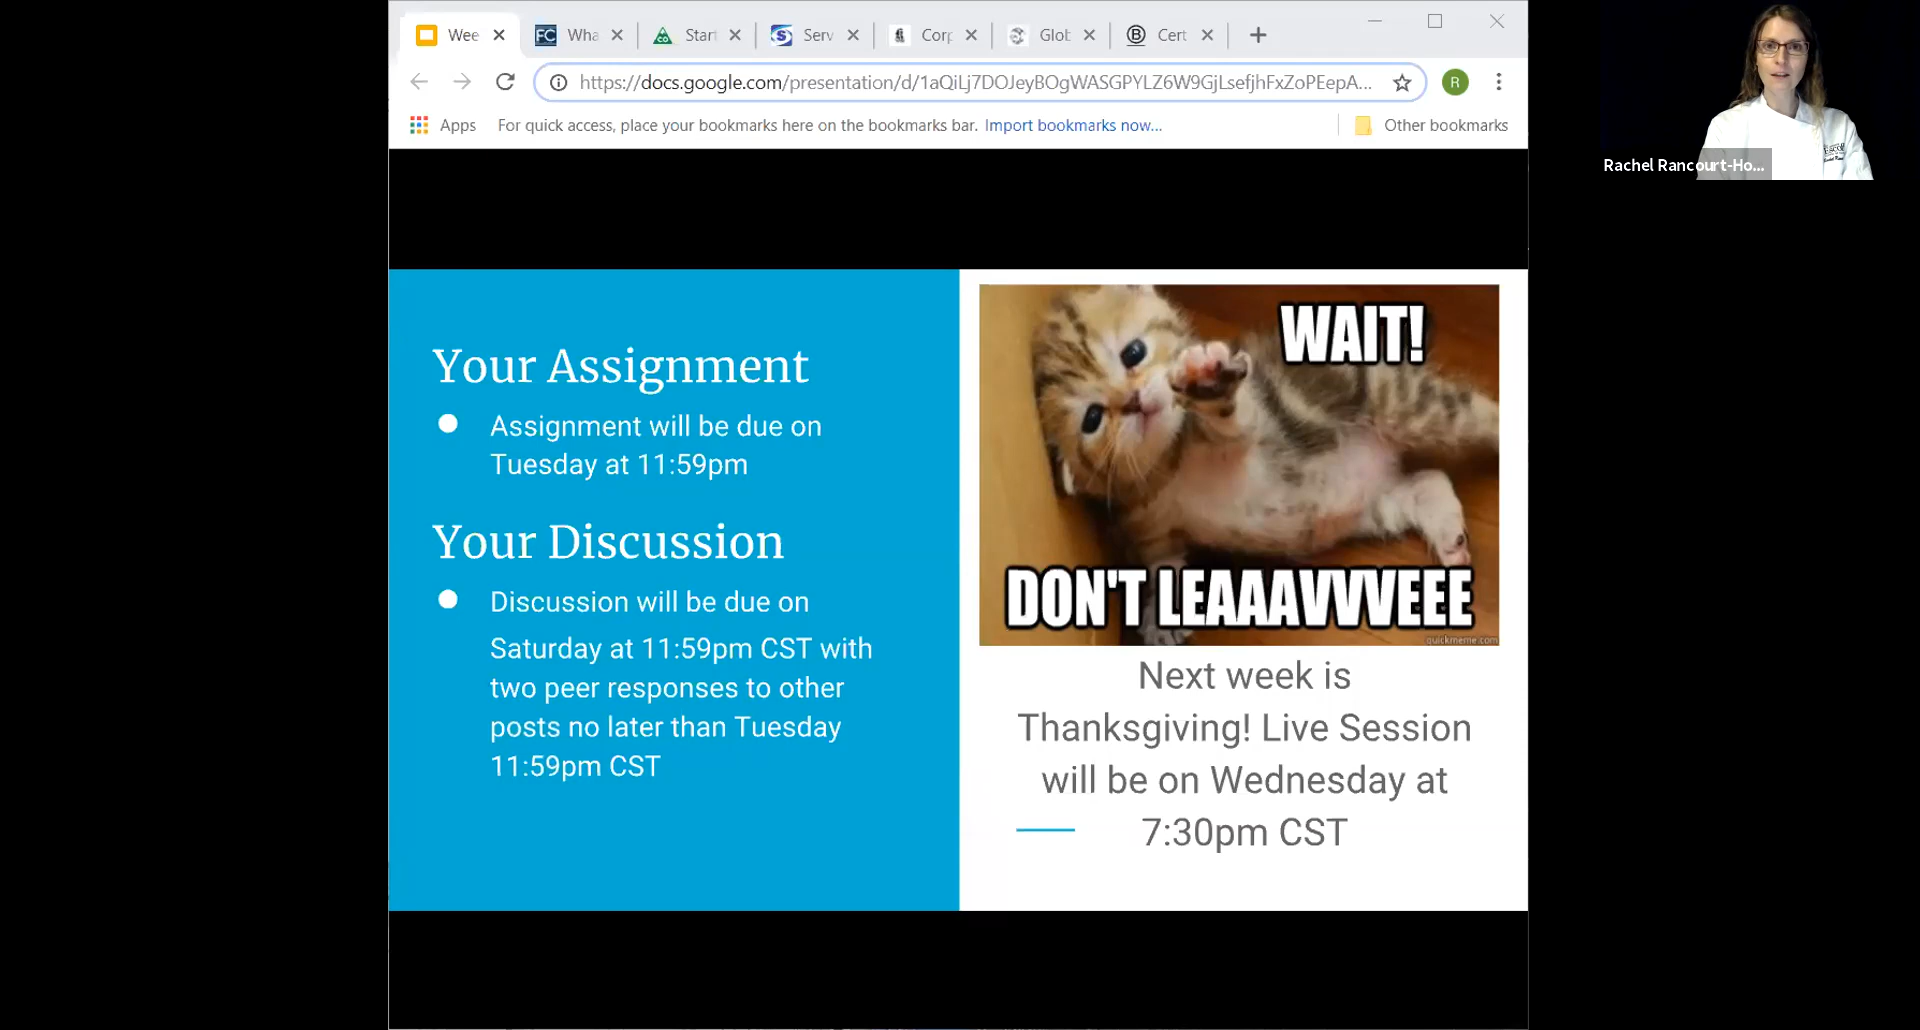 Wee
FC
Wha
CO
Start
S
Serv
Corp
Glob
B
Cert
https://docs.google.com/presentation/d/1aQiLj7DOJeyBOgWASGPYLZ6W9GjLsefjhFxZoPEepA...
R
Apps
For quick access, place your bookmarks here on the bookmarks bar. Import bookmarks now...
Other bookmarks
Rachel Rancourt-Ho...
Your Assignment
Assignment will be due on
Tuesday at 11:59pm
Your Discussion
Discussion will be due on
Saturday at 11:59pm CST with
two peer responses to other
posts no later than Tuesday
11:59pm CST
WAIT!
DON'T LEAAAVVVEEE
quickmeme.com
Next week is
Thanksgiving! Live Session
will be on Wednesday at
7:30pm CST